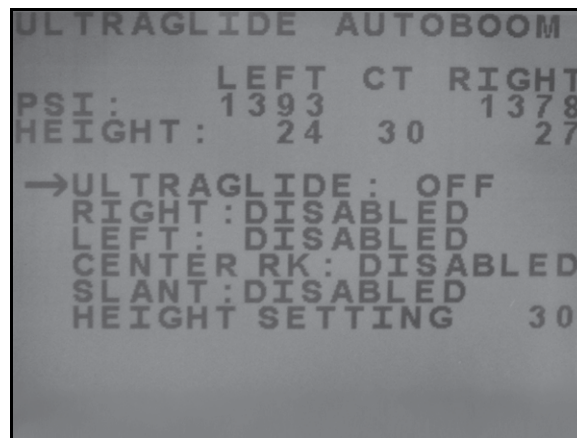 ULTRAGLIDE AUTOBOOM
LEFT CT RIGHT
PSI: 1393 1378
HEIGHT: 24 30 27
→ULTRAGLIDE: OFF
RIGHT:DISABLED
LEFT: DISABLED
CENTER RK: DISABLED
SLANT:DISABLED
HEIGHT SETTING 30